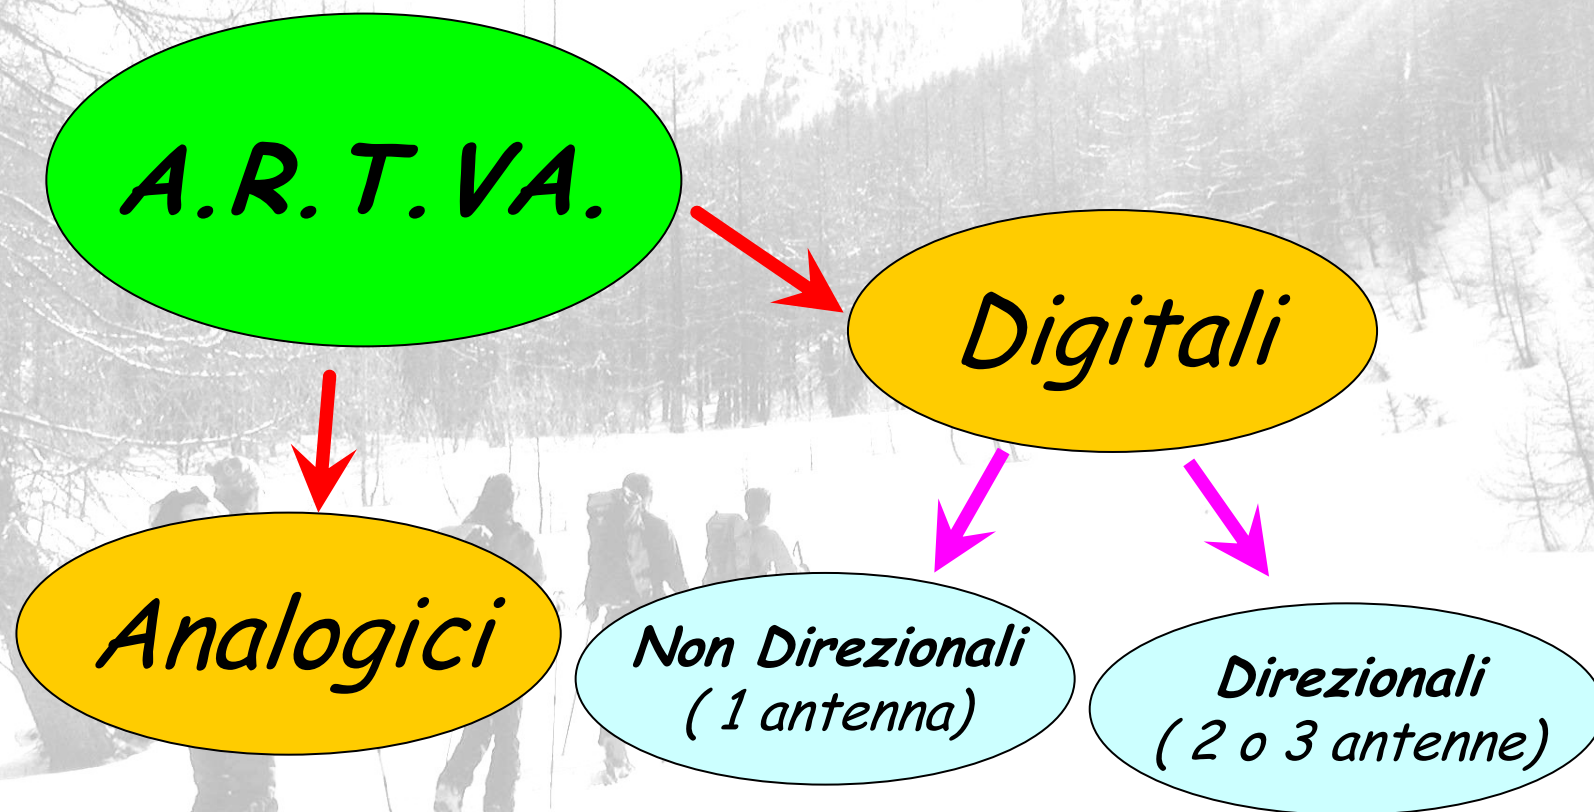 A.R.T.VA.
Digitali
Analogici
Non Direzionali
( 1 antenna)
Direzionali
( 2 o 3 antenne)